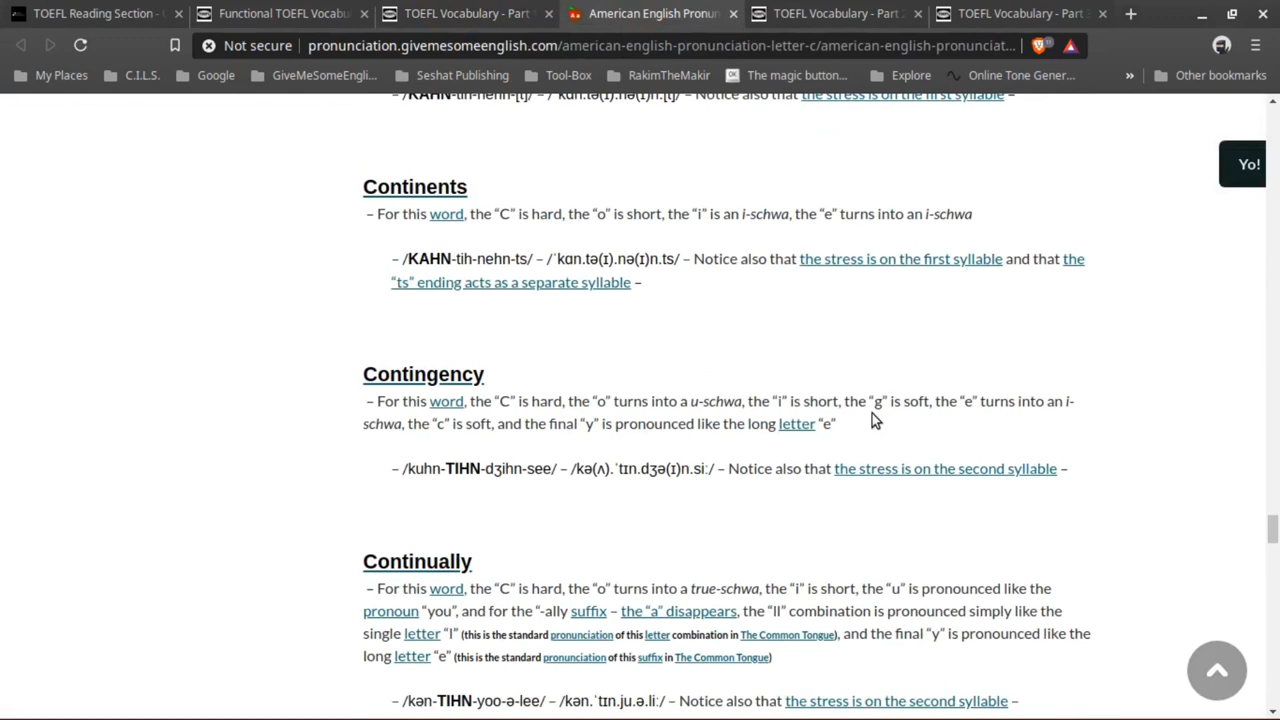 TOEFL Reading Section -
Functional TOEFL Vocabu
TOEFL Vocabulary - Part
American English Pronun
TOEFL Vocabulary - Part
TOEFL Vocabulary - Part
Not secure
pronunciation.givemesomeenglish.com/american-english-pronunciation-letter-c/american-english-pronunciat...
My Places
C.I.L.S.
Google
GiveMeSomeEngli...
Seshat Publishing
Tool-Box
RakimTheMakir
The magic button...
Explore
Online Tone Gener...
»
Other bookmarks
– /KAHN-tih-nehn-[t]/ – /ˈkɑn.tə(ɪ).nə(ɪ)n.[t]/ – Notice also that the stress is on the first syllable –
Yo!
Continents
– For this word, the “C” is hard, the “o” is short, the “i” is an i-schwa, the “e” turns into an i-schwa
– /KAHN-tih-nehn-ts/ – /ˈkɑn.tə(ɪ).nə(ɪ)n.ts/ – Notice also that the stress is on the first syllable and that the
“ts” ending acts as a separate syllable –
Contingency
– For this word, the “C” is hard, the “o” turns into a u-schwa, the “i” is short, the “g” is soft, the “e” turns into an i-
schwa, the “c” is soft, and the final “y” is pronounced like the long letter “e”
– /kuhn-TIHN-dʒihn-see/ – /kə(ʌ).ˈtɪn.dʒə(ɪ)n.siː/ – Notice also that the stress is on the second syllable –
Continually
– For this word, the “C” is hard, the “o” turns into a true-schwa, the “i” is short, the “u” is pronounced like the
pronoun “you”, and for the “-ally suffix – the “a” disappears, the “ll” combination is pronounced simply like the
single letter “l” (this is the standard pronunciation of this letter combination in The Common Tongue), and the final “y” is pronounced like the
long letter “e” (this is the standard pronunciation of this suffix in The Common Tongue)
– /kən-TIHN-yoo-ə-lee/ – /kən.ˈtɪn.ju.ə.liː/ – Notice also that the stress is on the second syllable –